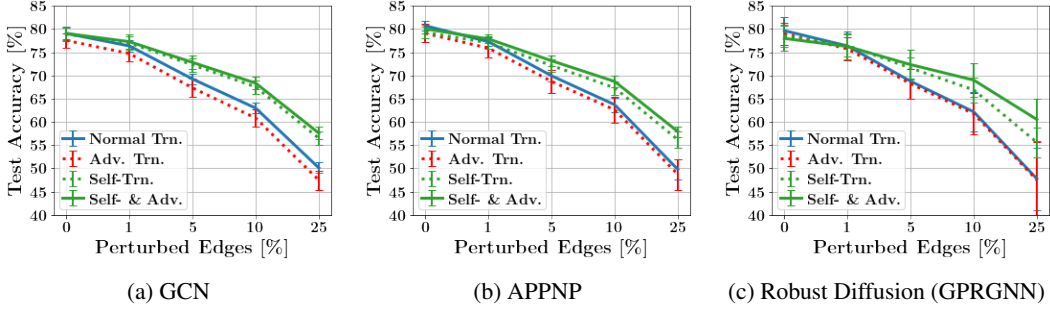 85
80
75
70
65
60
55
50
45
40
Test Accuracy [%]
Normal Trn.
Adv. Trn.
Self-Trn.
Self- & Adv.
0 1 5 10 25
Perturbed Edges [%]
(a) GCN
85
80
75
70
65
60
55
50
45
40
Test Accuracy [%]
Normal Trn.
Adv. Trn.
Self-Trn.
Self- & Adv.
0 1 5 10 25
Perturbed Edges [%]
(b) APPNP
85
80
75
70
65
60
55
50
45
40
Test Accuracy [%]
Normal Trn.
Adv. Trn.
Self-Trn.
Self- & Adv.
0 1 5 10 25
Perturbed Edges [%]
(c) Robust Diffusion (GPRGNN)